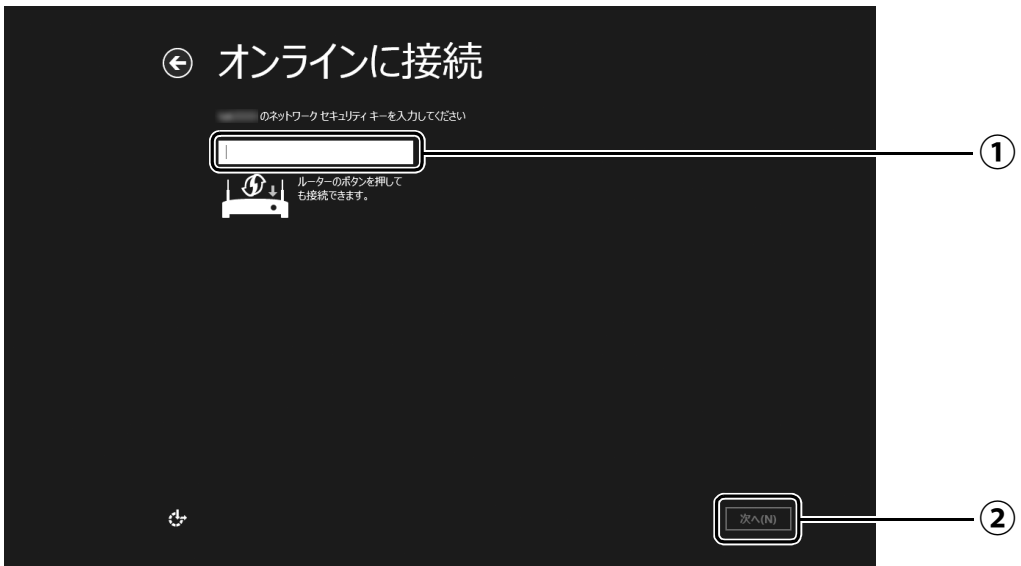 オンラインに接続
のネットワーク セキュリティ キーを入力してください
①
ルーターのボタンを押して
も接続できます。
次へ(N)
②